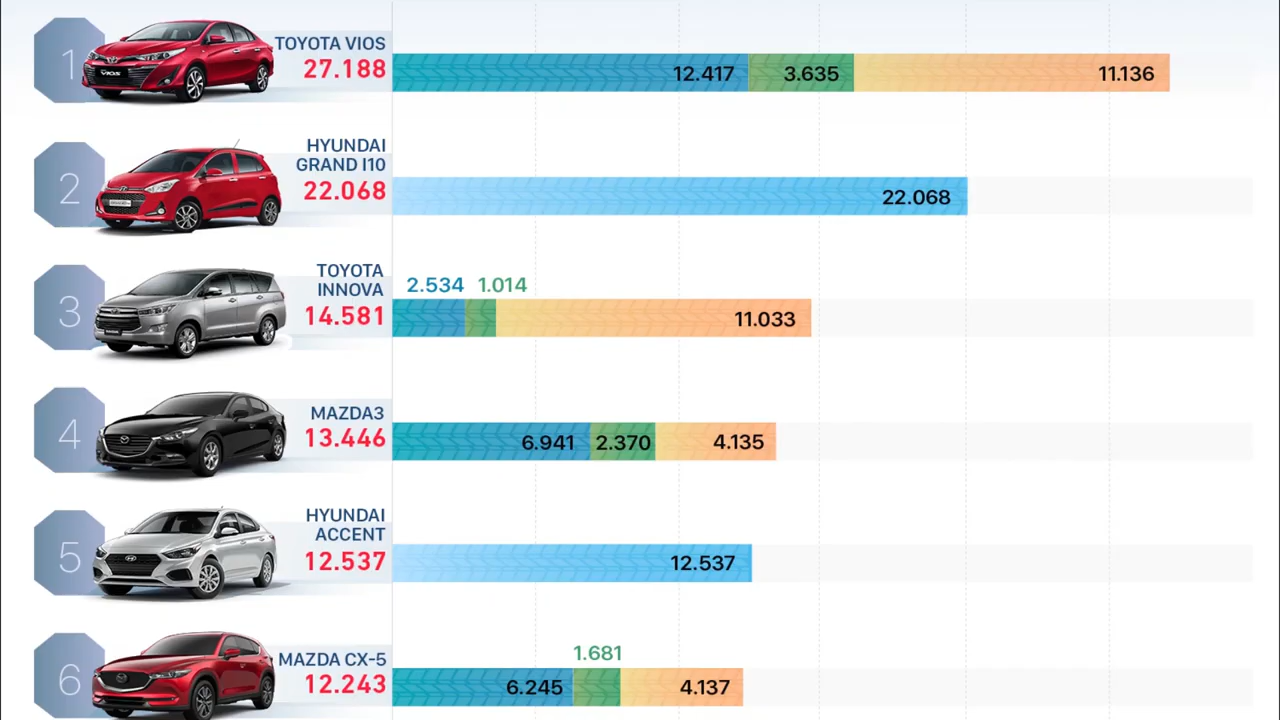 1
VIOS
TOYOTA VIOS
27.188
12.417
3.635
11.136
2
HYUNDAI
GRAND I10
22.068
22.068
3
TOYOTA
INNOVA
14.581
2.534
1.014
11.033
4
MAZDA3
13.446
6.941
2.370
4.135
5
HYUNDAI
ACCENT
12.537
12.537
6
MAZDA CX-5
12.243
6.245
1.681
4.137